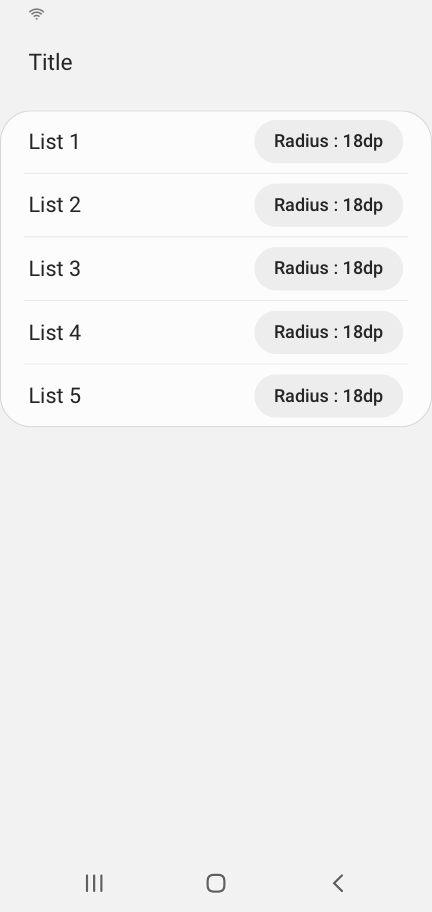 Title
List 1
Radius : 18dp
List 2
Radius : 18dp
List 3
Radius : 18dp
List 4
Radius : 18dp
List 5
Radius : 18dp